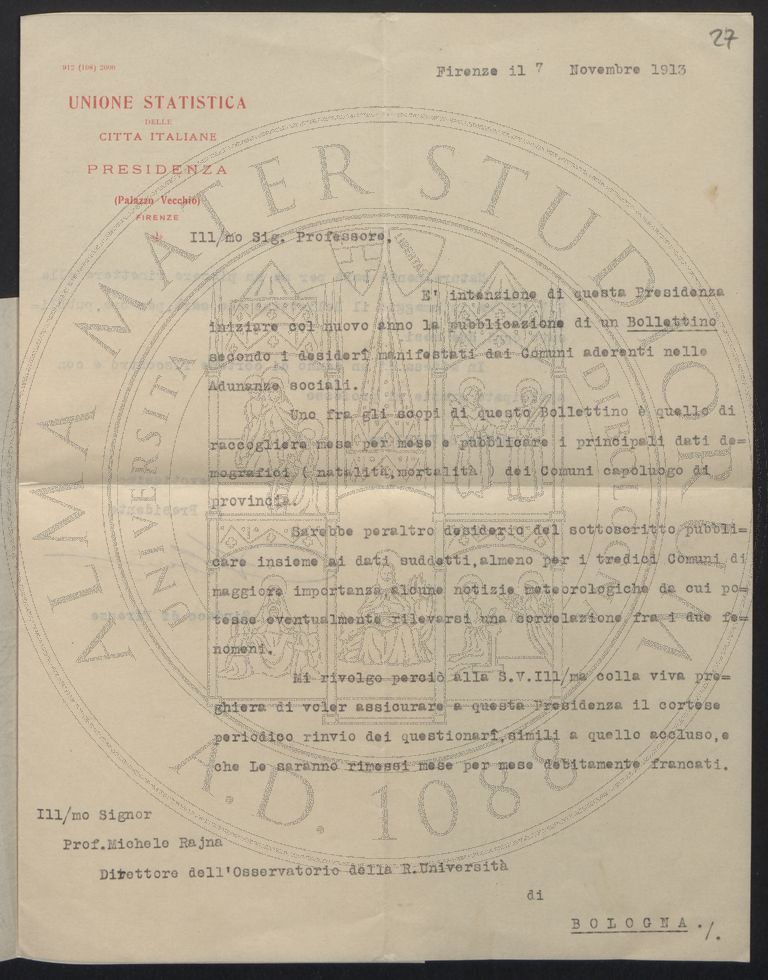 27
912 (108) 2000
Firenze il 7 Novembre 1913
UNIONE STATISTICA
DELLE
CITTA ITALIANE
PRESIDENZA
(Palazzo Vecchio)
FIRENZE
Ill/mo Sig. Professore,
E' intenzione di questa Presidenza
iniziare col nuovo anno la pubblicazione di un Bollettino
secondo i desiderî manifestati dai Comuni aderenti nelle
Adunanze sociali.
Uno fra gli scopi di questo Bollettino è quello di
raccogliere mese per mese e pubblicare i principali dati de=
mografici ( natalità,mortalità ) dei Comuni capoluogo di
provincia.
Sarebbe peraltro desiderio del sottoscritto pubbli=
care insieme ai dati suddetti,almeno per i tredici Comuni di
maggiore importanza,alcune notizie meteorologiche da cui po=
tesse eventualmente rilevarsi una correlazione fra i due fe=
nomeni.
Mi rivolgo perciò alla S.V.Ill/ma colla viva pre=
ghiera di voler assicurare a questa Presidenza il cortese
periodico rinvio dei questionarî,simili a quello accluso,e
che Le saranno rimessi mese per mese debitamente francati.
Ill/mo Signor
Prof.Michele Rajna
Direttore dell'Osservatorio della R.Università
di
BOLOGNA ./.
ALMA MATER STUDIORUM
UNIVERSITÀ DI BOLOGNA
A.D. 1088
LIBERTAS